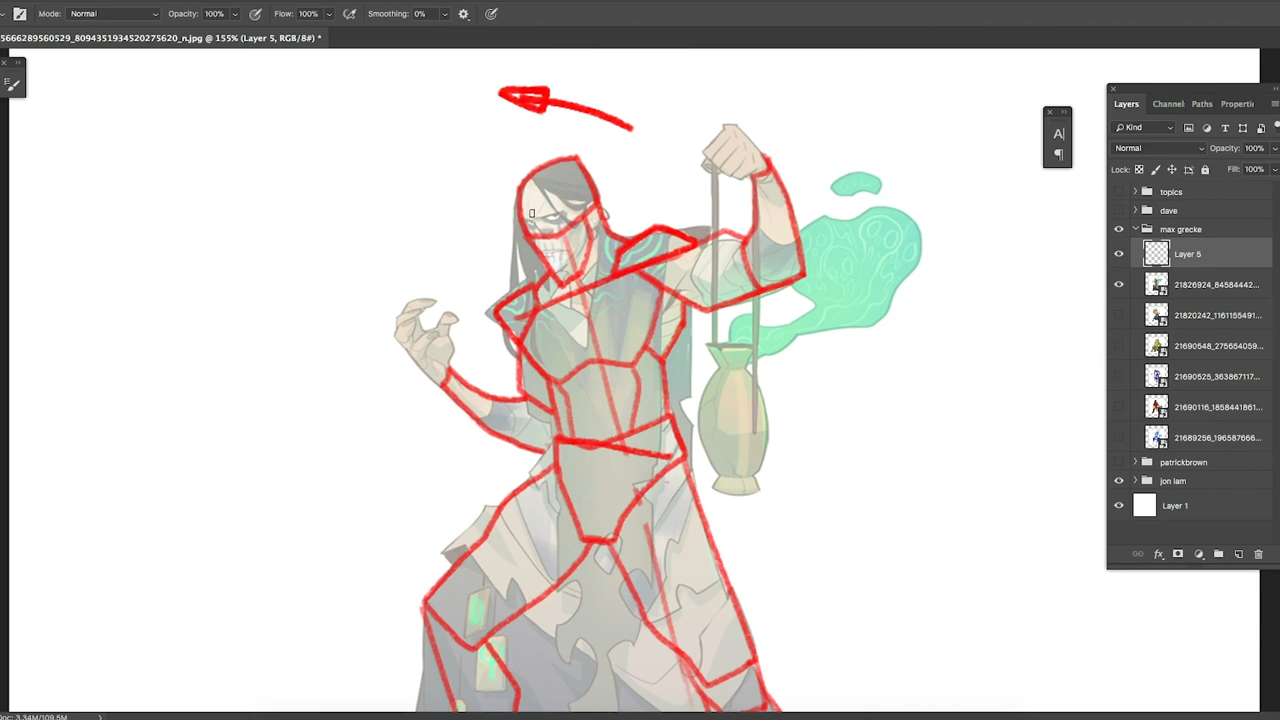 Mode: Normal Opacity: 100% Flow: 100% Smoothing: 0%
5666289560529_8094351934520275620_n.jpg @ 155% (Layer 5, RGB/8#) *
Layers Channel Paths Properti
Kind
Normal Opacity: 100%
Lock: Fill: 100%
topics
dave
max grecke
Layer 5
21826924_84584442...
21820242_1161155491...
21690548_275654059...
21690525_363867117...
21690116_1858441861...
21689256_196587666...
patrickbrown
jon lam
Layer 1
fx
A
Doc: 3.34M/109.5M